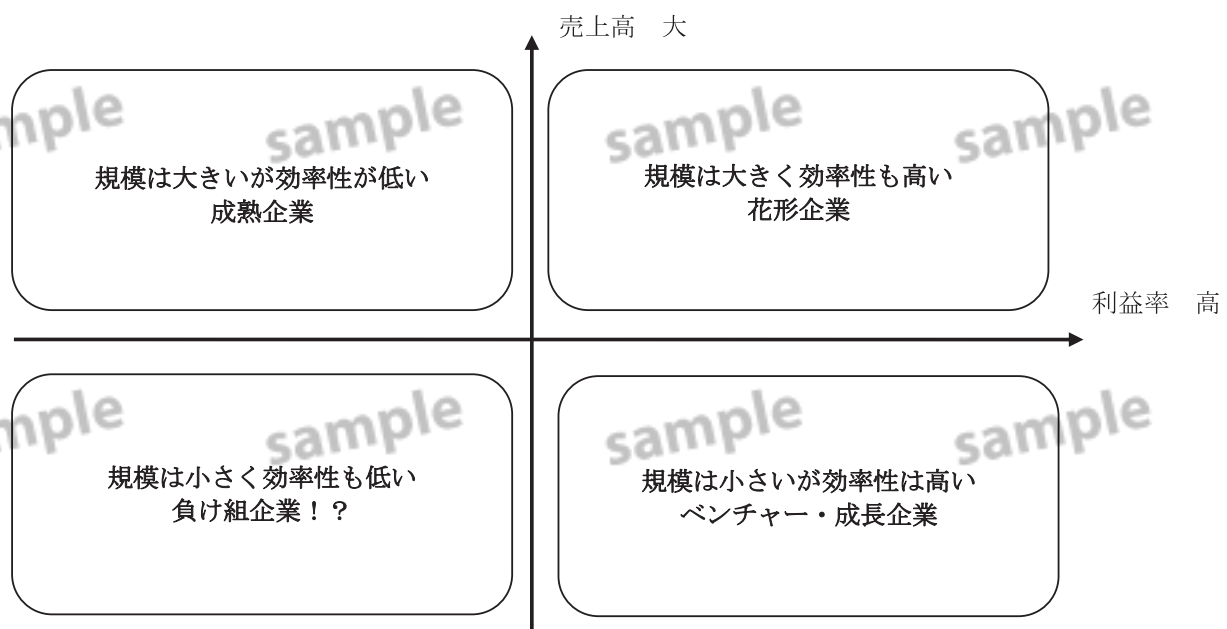 売上高　大
規模は大きいが効率性が低い
成熟企業
規模は大きく効率性も高い
花形企業
利益率　高
規模は小さく効率性も低い
負け組企業！？
規模は小さいが効率性は高い
ベンチャー・成長企業
mple
sample
sample
sample
mple
sample
sample
sample